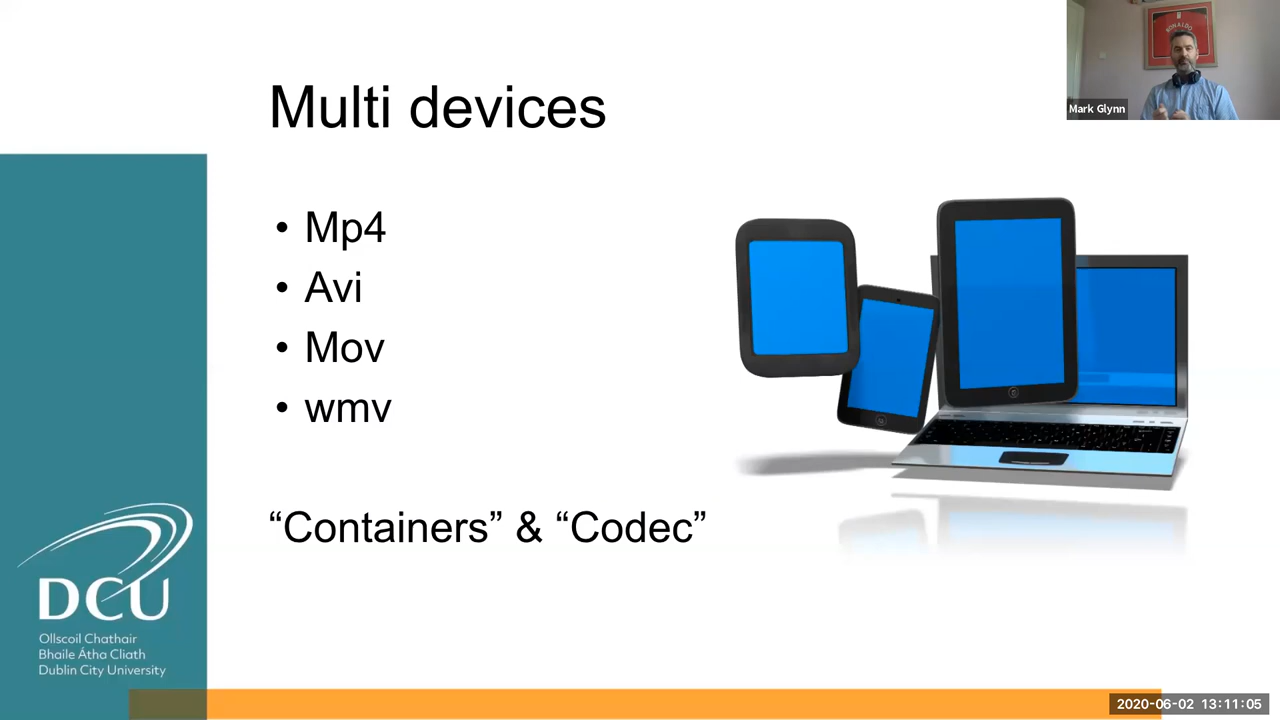 Multi devices
RONALDO
Mark Glynn
• Mp4
• Avi
• Mov
• wmv
“Containers” & “Codec”
DCU
Ollscoil Chathair
Bhaile Átha Cliath
Dublin City University
2020-06-02 13:11:05